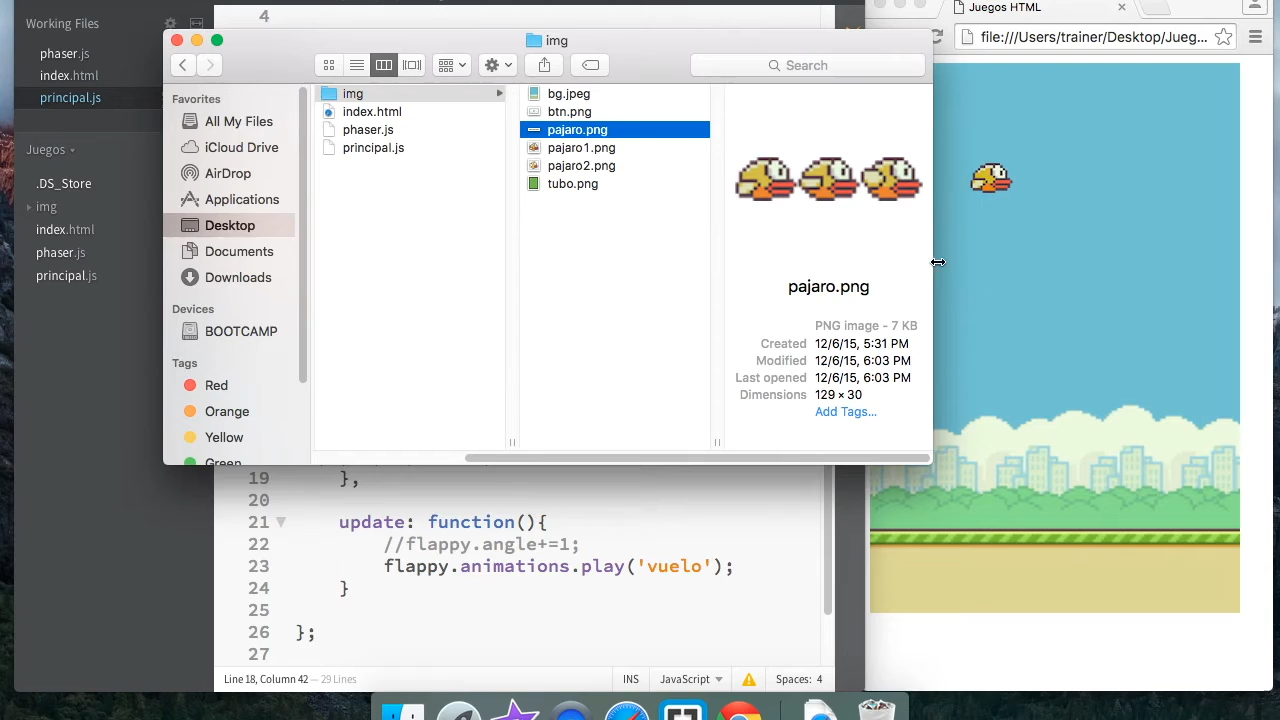 Working Files
phaser.js
index.html
principal.js
Juegos
.DS_Store
img
index.html
phaser.js
principal.js
4
img
Search
Favorites
All My Files
iCloud Drive
AirDrop
Applications
Desktop
Documents
Downloads
Devices
BOOTCAMP
Tags
Red
Orange
Yellow
Green
img
index.html
phaser.js
principal.js
bg.jpeg
btn.png
pajaro.png
pajaro1.png
pajaro2.png
tubo.png
pajaro.png
PNG image - 7 KB
Created 12/6/15, 5:31 PM
Modified 12/6/15, 6:03 PM
Last opened 12/6/15, 6:03 PM
Dimensions 129 × 30
Add Tags...
19 },
20
21 update: function(){
22 //flappy.angle+=1;
23 flappy.animations.play('vuelo');
24 }
25
26 };
27
Line 18, Column 42 — 29 Lines
INS
JavaScript
Spaces: 4
Juegos HTML
file:///Users/trainer/Desktop/Jueg...